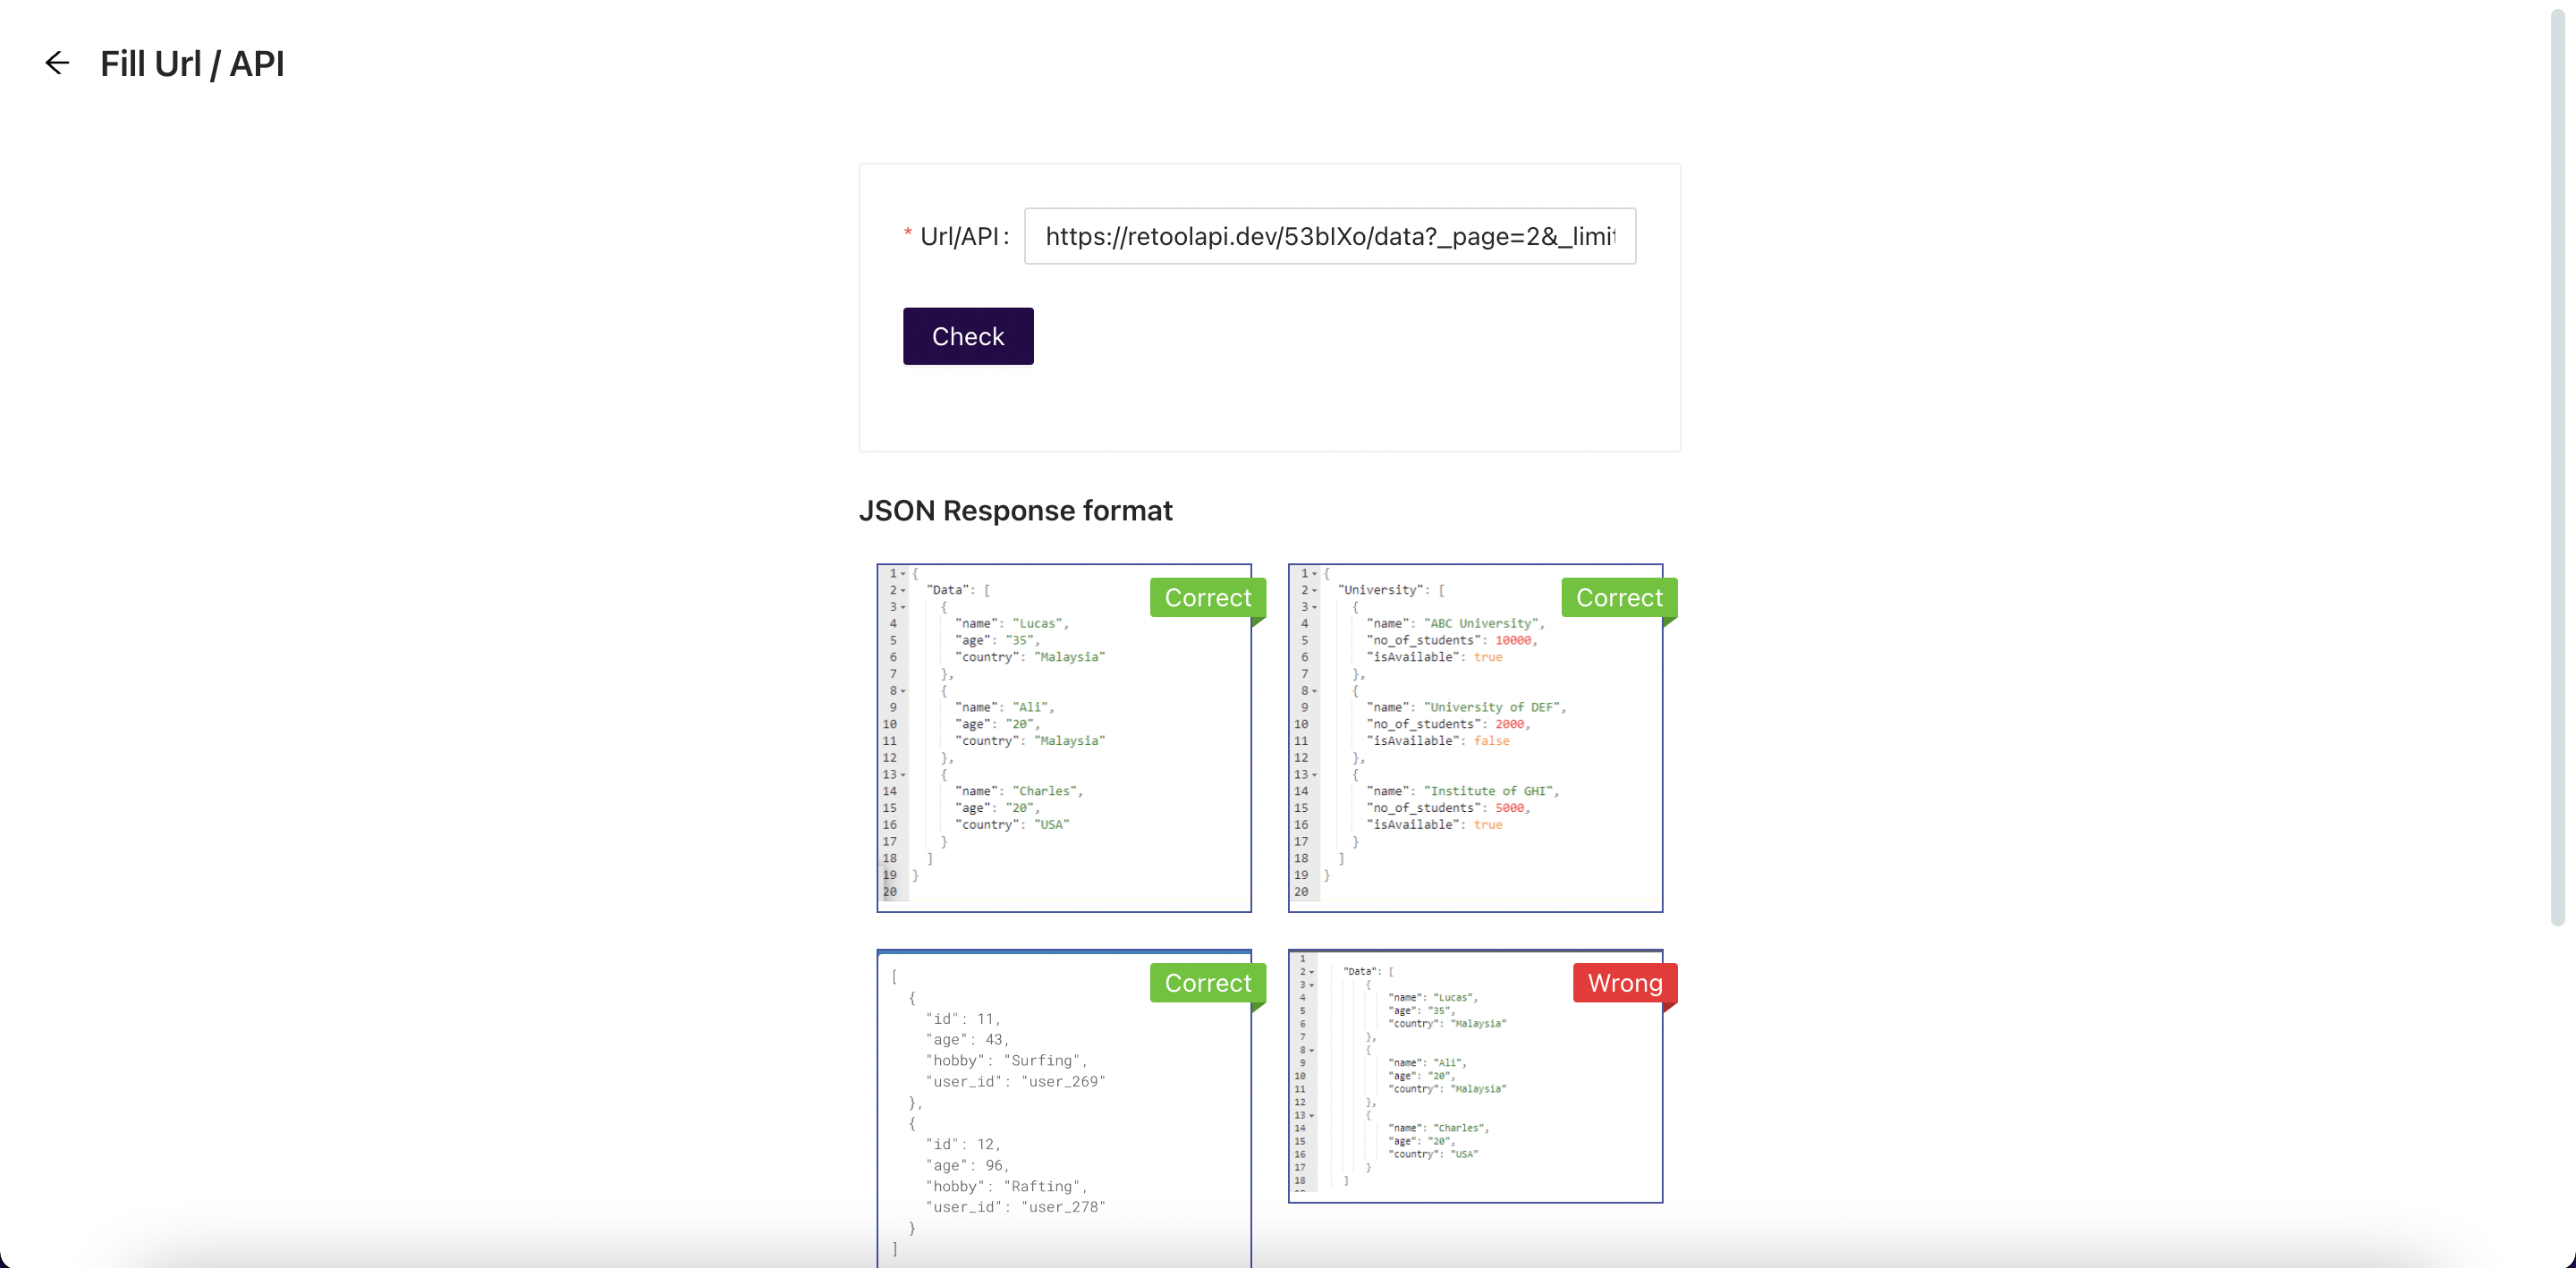 Fill Url / API
* Url/API :
https://retoolapi.dev/53bIXo/data?_page=2&_limit
Check
JSON Response format
Correct
1 {
2 "Data": [
3 {
4 "name": "Lucas",
5 "age": "35",
6 "country": "Malaysia"
7 },
8 {
9 "name": "Ali",
10 "age": "20",
11 "country": "Malaysia"
12 },
13 {
14 "name": "Charles",
15 "age": "20",
16 "country": "USA"
17 }
18 ]
19 }
20
Correct
1 {
2 "University": [
3 {
4 "name": "ABC University",
5 "no_of_students": 10000,
6 "isAvailable": true
7 },
8 {
9 "name": "University of DEF",
10 "no_of_students": 2000,
11 "isAvailable": false
12 },
13 {
14 "name": "Institute of GHI",
15 "no_of_students": 5000,
16 "isAvailable": true
17 }
18 ]
19 }
20
Correct
[
{
"id": 11,
"age": 43,
"hobby": "Surfing",
"user_id": "user_269"
},
{
"id": 12,
"age": 96,
"hobby": "Rafting",
"user_id": "user_278"
}
]
Wrong
1
2 "Data": [
3 {
4 "name": "Lucas",
5 "age": "35",
6 "country": "Malaysia"
7 },
8 {
9 "name": "Ali",
10 "age": "20",
11 "country": "Malaysia"
12 },
13 {
14 "name": "Charles",
15 "age": "20",
16 "country": "USA"
17 }
18 ]